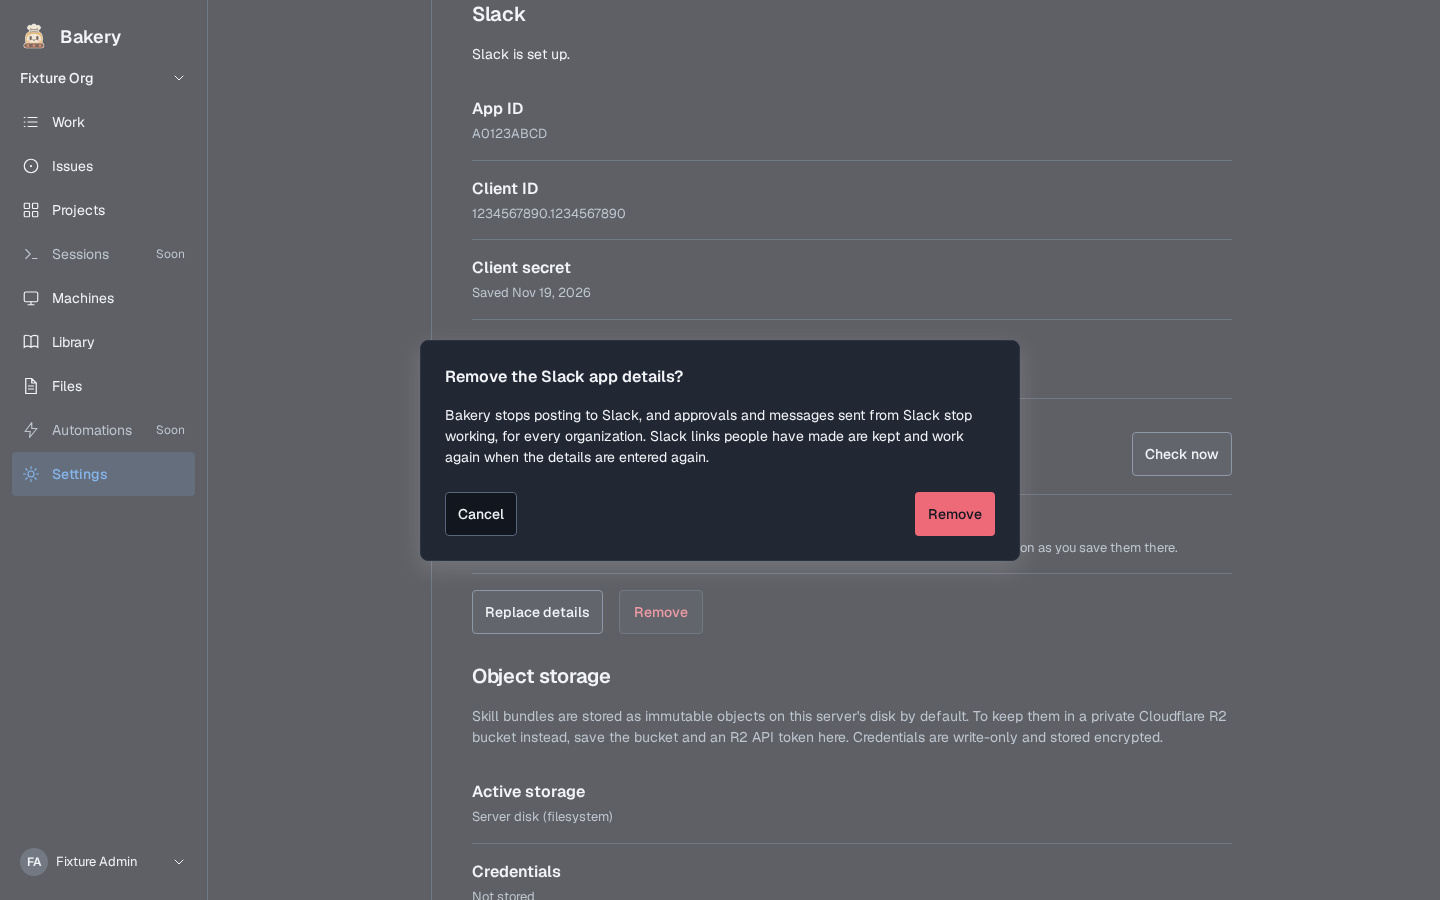 Bakery
Fixture Org
Work
Issues
Projects
Sessions Soon
Machines
Library
Files
Automations Soon
Settings
FA Fixture Admin
Slack
Slack is set up.
App ID
A0123ABCD
Client ID
1234567890.1234567890
Client secret
Saved Nov 19, 2026
Check now
on as you save them there.
Replace details Remove
Remove the Slack app details?
Bakery stops posting to Slack, and approvals and messages sent from Slack stop
working, for every organization. Slack links people have made are kept and work
again when the details are entered again.
Cancel Remove
Object storage
Skill bundles are stored as immutable objects on this server's disk by default. To keep them in a private Cloudflare R2
bucket instead, save the bucket and an R2 API token here. Credentials are write-only and stored encrypted.
Active storage
Server disk (filesystem)
Credentials
Not stored